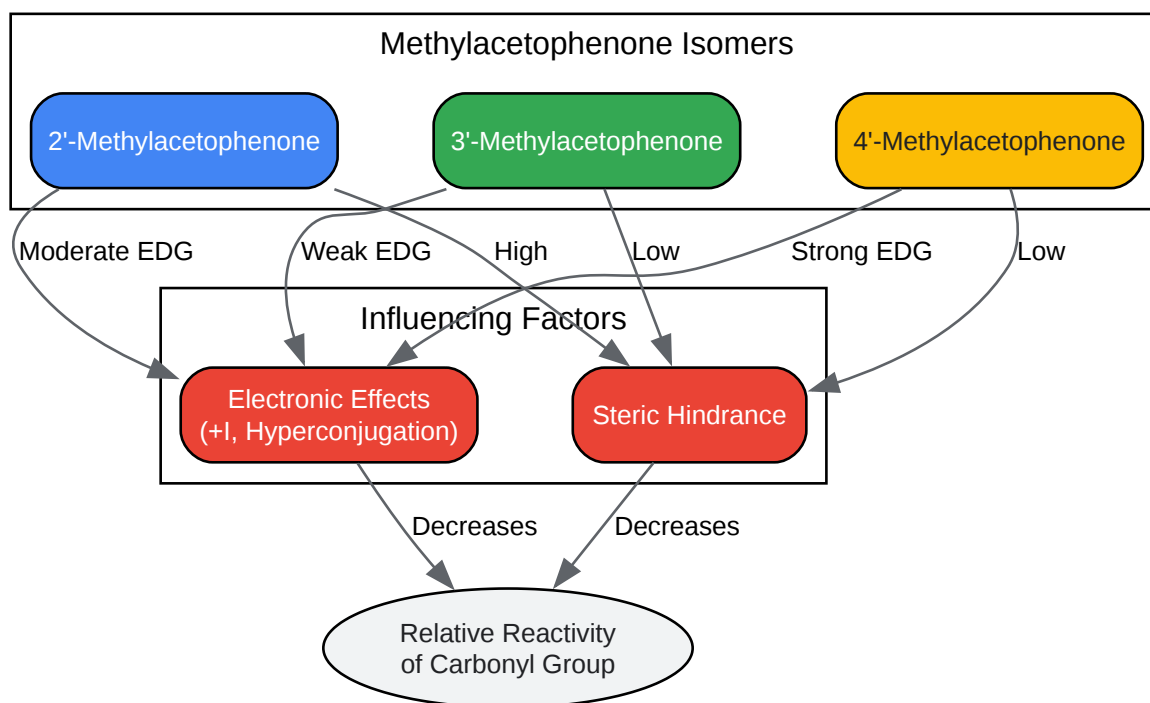 Methylacetophenone Isomers
2'-Methylacetophenone
3'-Methylacetophenone
4'-Methylacetophenone
Moderate EDG
Weak EDG
High
Low
Strong EDG
Low
Influencing Factors
Electronic Effects
(+I, Hyperconjugation)
Steric Hindrance
Decreases
Decreases
Relative Reactivity
of Carbonyl Group